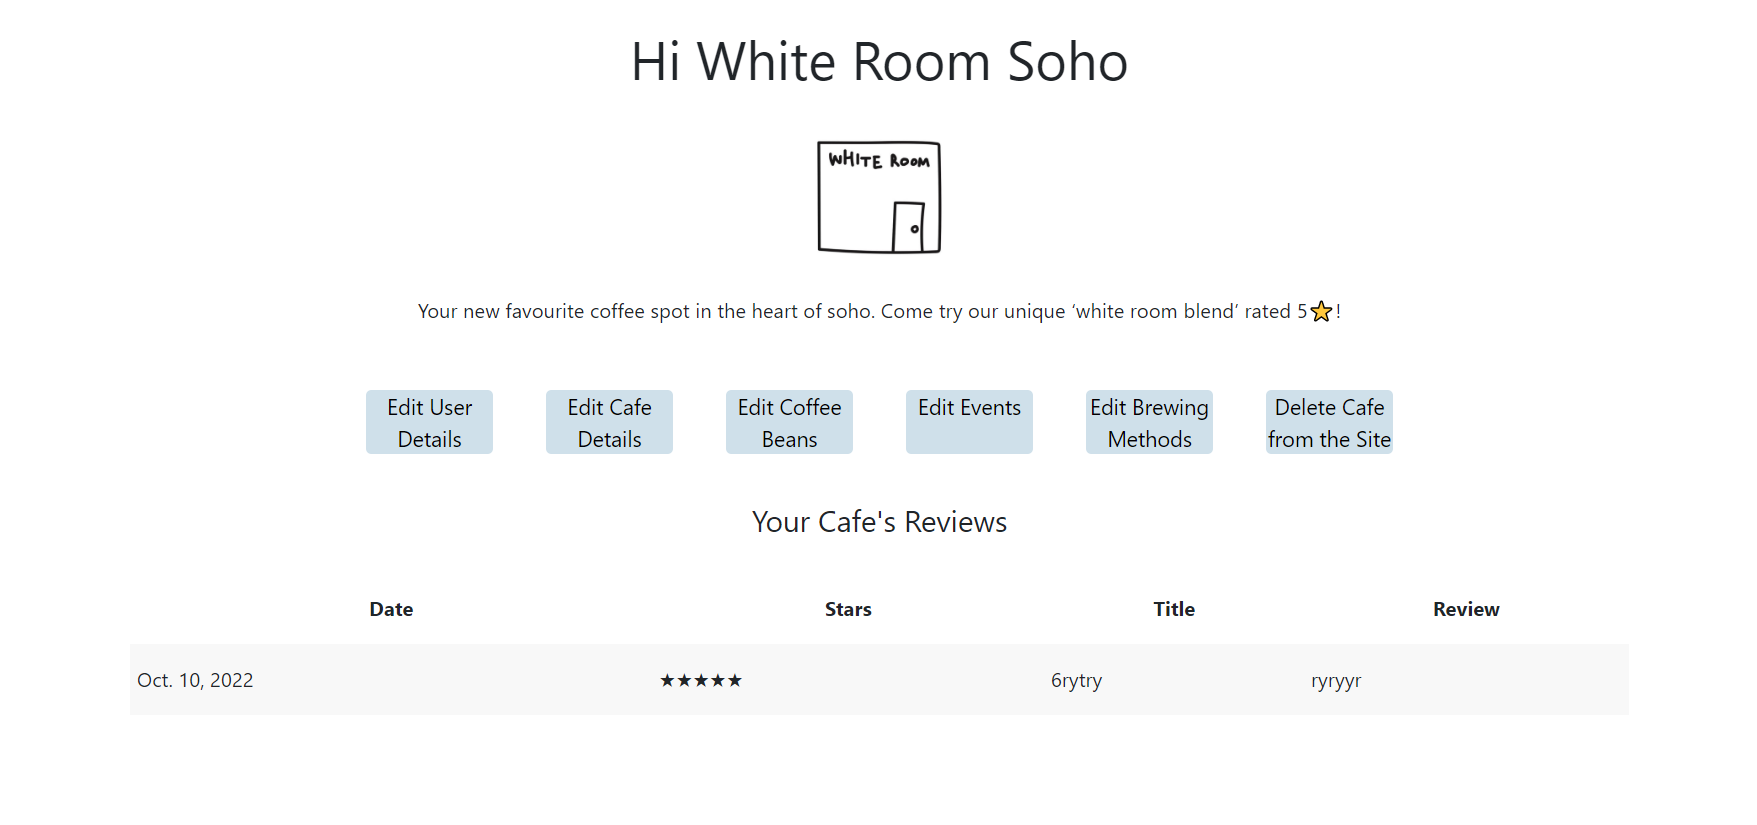 Hi White Room Soho
WHITE ROOM
Your new favourite coffee spot in the heart of soho. Come try our unique ‘white room blend’ rated 5⭐!
Edit User
Details
Edit Cafe
Details
Edit Coffee
Beans
Edit Events
Edit Brewing
Methods
Delete Cafe
from the Site
Your Cafe's Reviews
Date Stars Title Review
Oct. 10, 2022 ★★★★★ 6rytry ryryyr